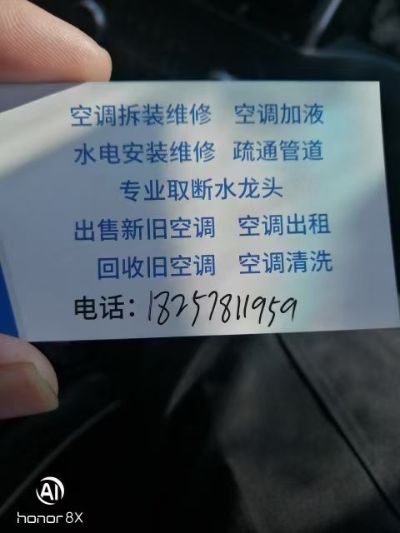 空调拆装维修 空调加液
水电安装维修 疏通管道
专业取断水龙头
出售新旧空调 空调出租
回收旧空调 空调清洗
电话：18257811959
AI
honor 8X